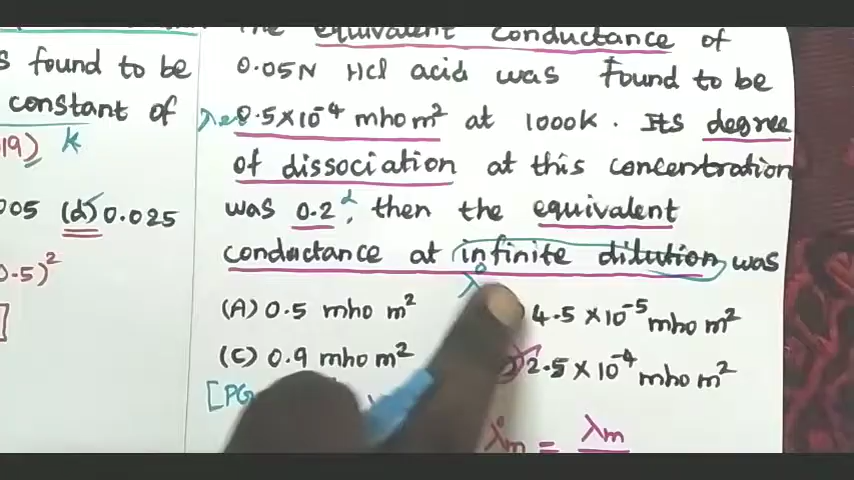 s found to be
constant of
19) k
005 (d) 0.025
0.5)²
]
The equivalent conductance of
0.05N HCl acid was found to be
0.5×10⁻⁴ mho m² at 1000K. Its degree
of dissociation at this concentration
was 0.2, α then the equivalent
conductance at infinite dilution was
λ°
(A) 0.5 mho m² ) 4.5 × 10⁻⁵ mho m²
(C) 0.9 mho m² 2.5 × 10⁻⁴ mho m²
[PG
λ°m = λm